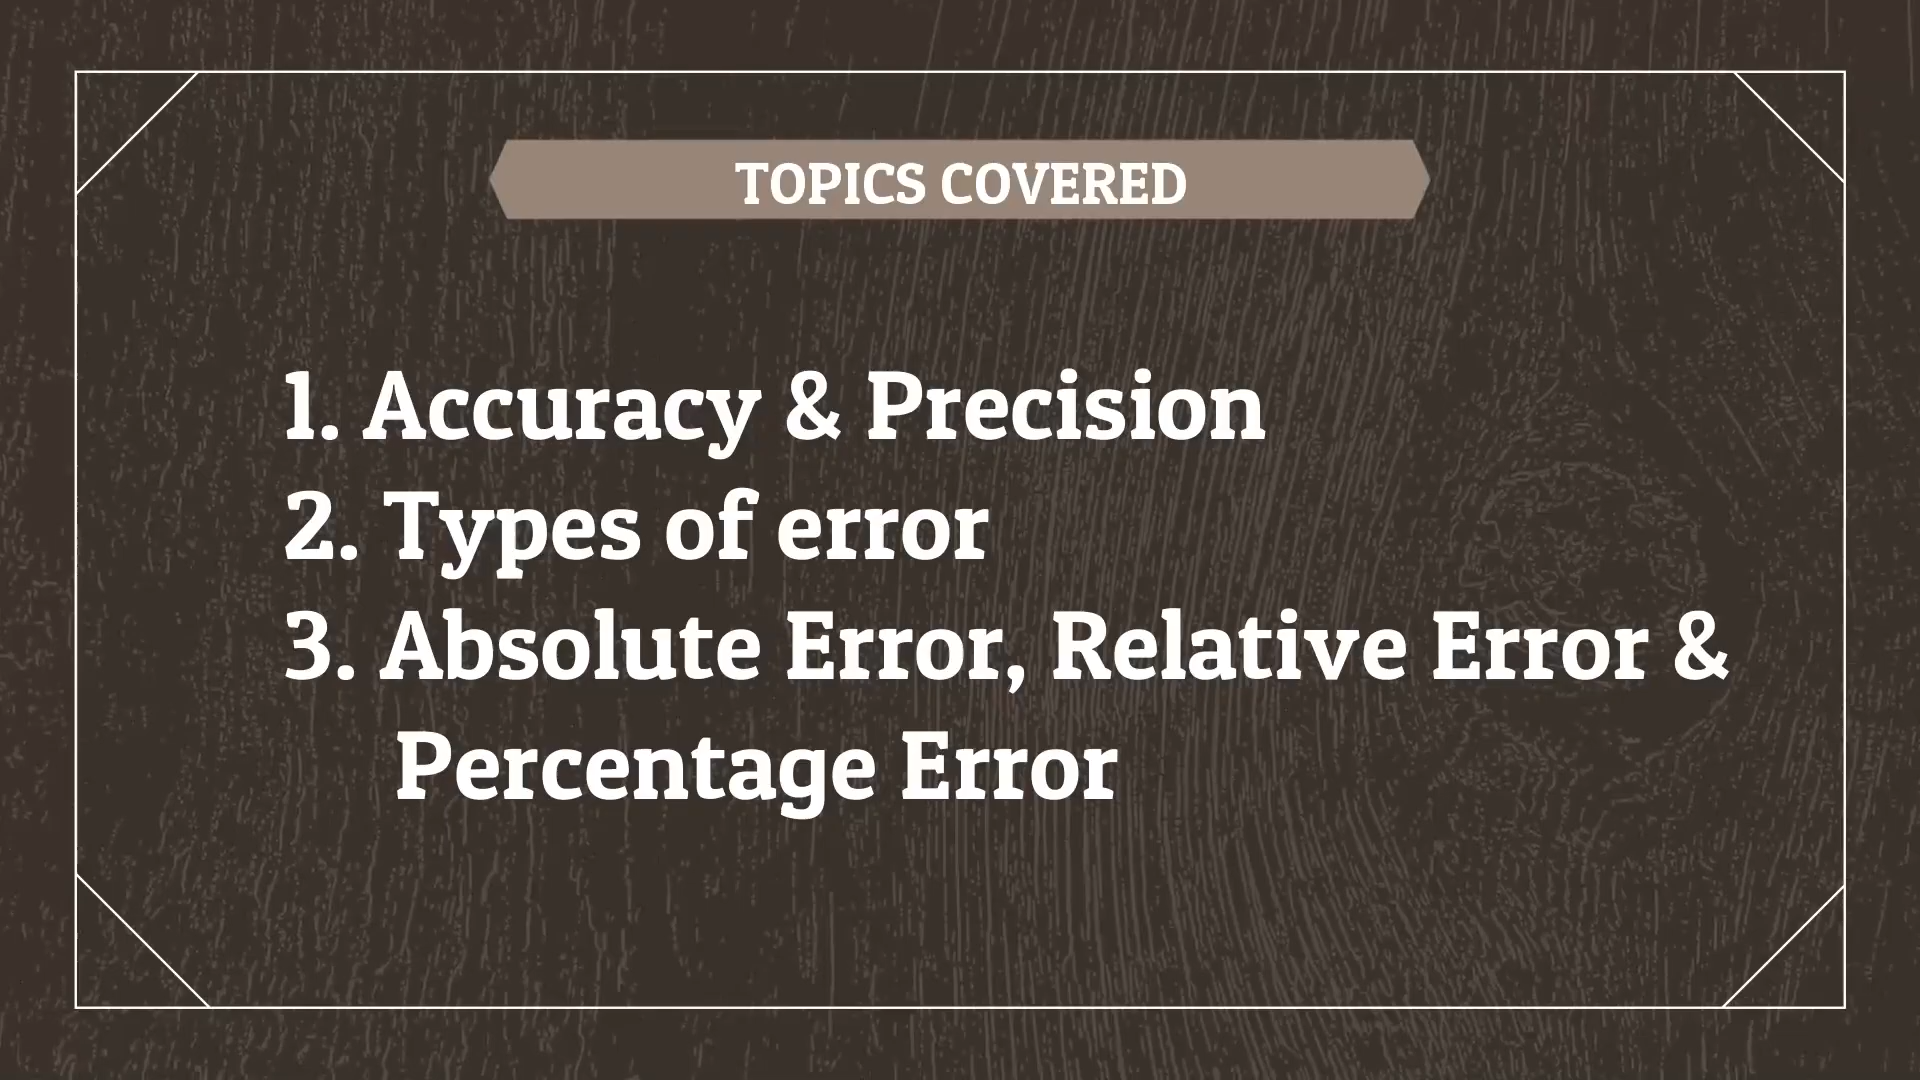 TOPICS COVERED
1. Accuracy & Precision
2. Types of error
3. Absolute Error, Relative Error &
Percentage Error